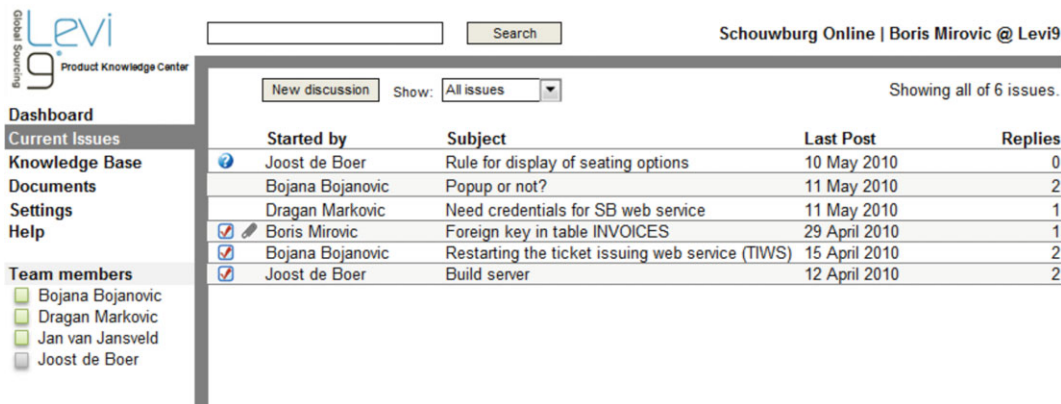 Global Sourcing
Levi
9
Product Knowledge Center
Search
Schouwburg Online | Boris Mirovic @ Levi9
Dashboard
Current Issues
Knowledge Base
Documents
Settings
Help
Team members
Bojana Bojanovic
Dragan Markovic
Jan van Jansveld
Joost de Boer
New discussion Show: All issues Showing all of 6 issues.
Started by Subject Last Post Replies
? Joost de Boer Rule for display of seating options 10 May 2010 0
Bojana Bojanovic Popup or not? 11 May 2010 2
Dragan Markovic Need credentials for SB web service 11 May 2010 1
Boris Mirovic Foreign key in table INVOICES 29 April 2010 1
Bojana Bojanovic Restarting the ticket issuing web service (TIWS) 15 April 2010 2
Joost de Boer Build server 12 April 2010 2